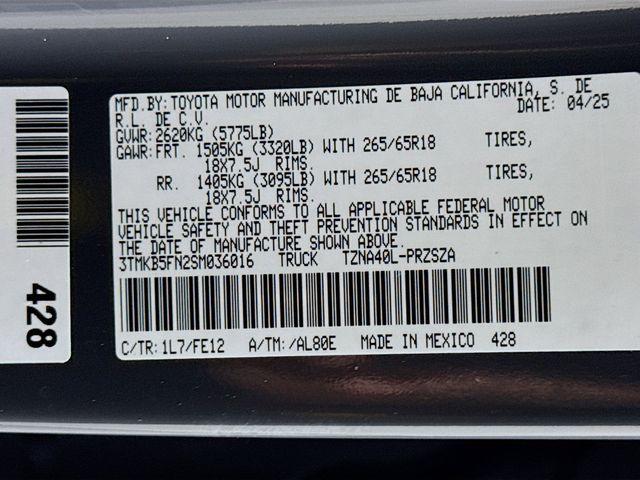 MFD.BY: TOYOTA MOTOR MANUFACTURING DE BAJA CALIFORNIA, S. DE
R.L. DE C.V. DATE: 04/25
GVWR: 2620KG (5775LB)
GAWR: FRT. 1505KG (3320LB) WITH 265/65R18 TIRES,
18X7.5J RIMS.
RR. 1405KG (3095LB) WITH 265/65R18 TIRES,
18X7.5J RIMS.
THIS VEHICLE CONFORMS TO ALL APPLICABLE FEDERAL MOTOR
VEHICLE SAFETY AND THEFT PREVENTION STANDARDS IN EFFECT ON
THE DATE OF MANUFACTURE SHOWN ABOVE.
3TMKB5FN2SM036016 TRUCK TZNA40L-PRZSZA
C/TR: 1L7/FE12 A/TM: /AL80E MADE IN MEXICO 428
428